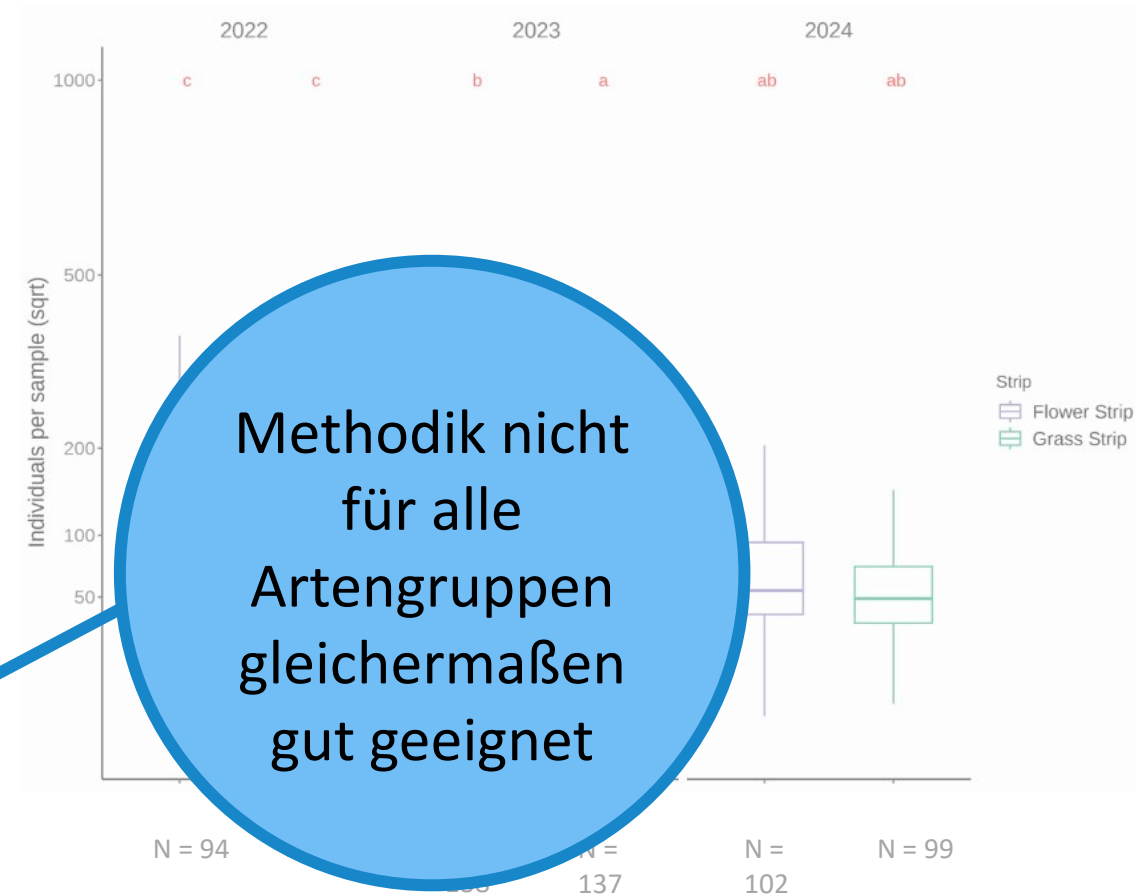 2022 2023 2024
1000 c c b a ab ab
500
200
100
50
Individuals per sample (sqrt)
Methodik nicht
für alle
Artengruppen
gleichermaßen
gut geeignet
Strip
Flower Strip
Grass Strip
N = 94
N =
137
N =
102
N = 99